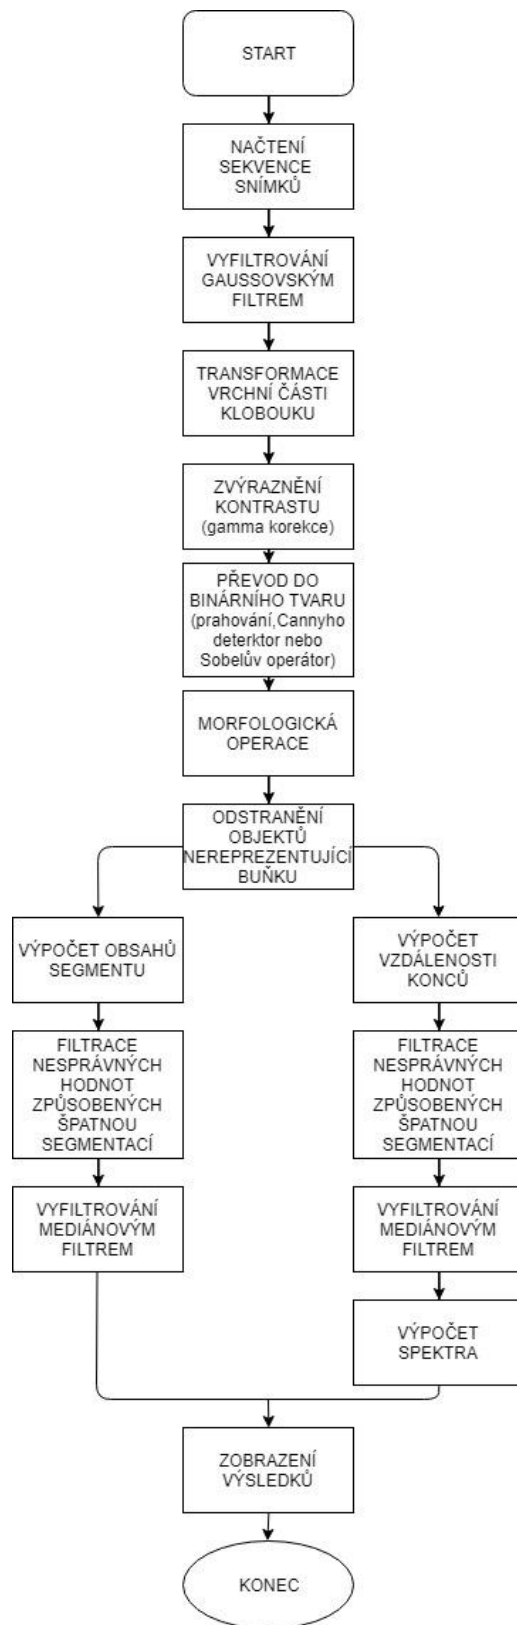 START
NAČTENÍ
SEKVENCE
SNÍMKŮ
VYFILTROVÁNÍ
GAUSSOVSKÝM
FILTREM
TRANSFORMACE
VRCHNÍ ČÁSTI
KLOBOUKU
ZVÝRAZNĚNÍ
KONTRASTU
(gamma korekce)
PŘEVOD DO
BINÁRNÍHO TVARU
(prahování,Cannyho
deterktor nebo
Sobelův operátor)
MORFOLOGICKÁ
OPERACE
ODSTRANĚNÍ
OBJEKTŮ
NEREPREZENTUJÍCÍ
BUŇKU
VÝPOČET OBSAHŮ
SEGMENTU
FILTRACE
NESPRÁVNÝCH
HODNOT
ZPŮSOBENÝCH
ŠPATNOU
SEGMENTACÍ
VYFILTROVÁNÍ
MEDIÁNOVÝM
FILTREM
VÝPOČET
VZDÁLENOSTI
KONCŮ
FILTRACE
NESPRÁVNÝCH
HODNOT
ZPŮSOBENÝCH
ŠPATNOU
SEGMENTACÍ
VYFILTROVÁNÍ
MEDIÁNOVÝM
FILTREM
VÝPOČET
SPEKTRA
ZOBRAZENÍ
VÝSLEDKŮ
KONEC